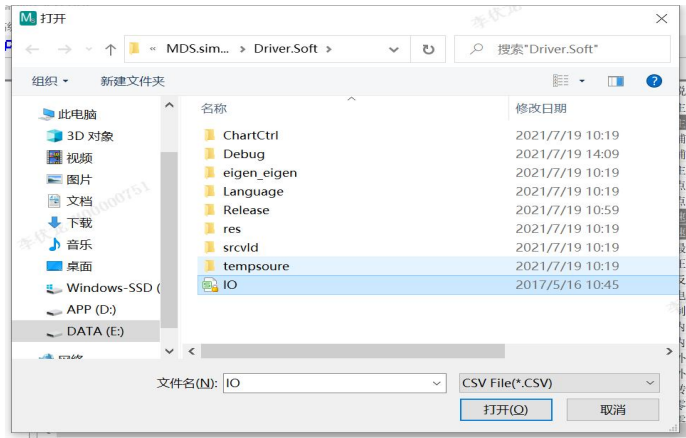 打开
« MDS.sim... > Driver.Soft >
搜索"Driver.Soft"
组织
新建文件夹
此电脑
3D 对象
视频
图片
文档
下载
音乐
桌面
Windows-SSD (
APP (D:)
DATA (E:)
名称
修改日期
ChartCtrl 2021/7/19 10:19
Debug 2021/7/19 14:09
eigen_eigen 2021/7/19 10:19
Language 2021/7/19 10:19
Release 2021/7/19 10:59
res 2021/7/19 10:19
srcvld 2021/7/19 10:19
tempsoure 2021/7/19 10:19
IO 2017/5/16 10:45
文件名(N): IO
CSV File(*.CSV)
打开(O)
取消